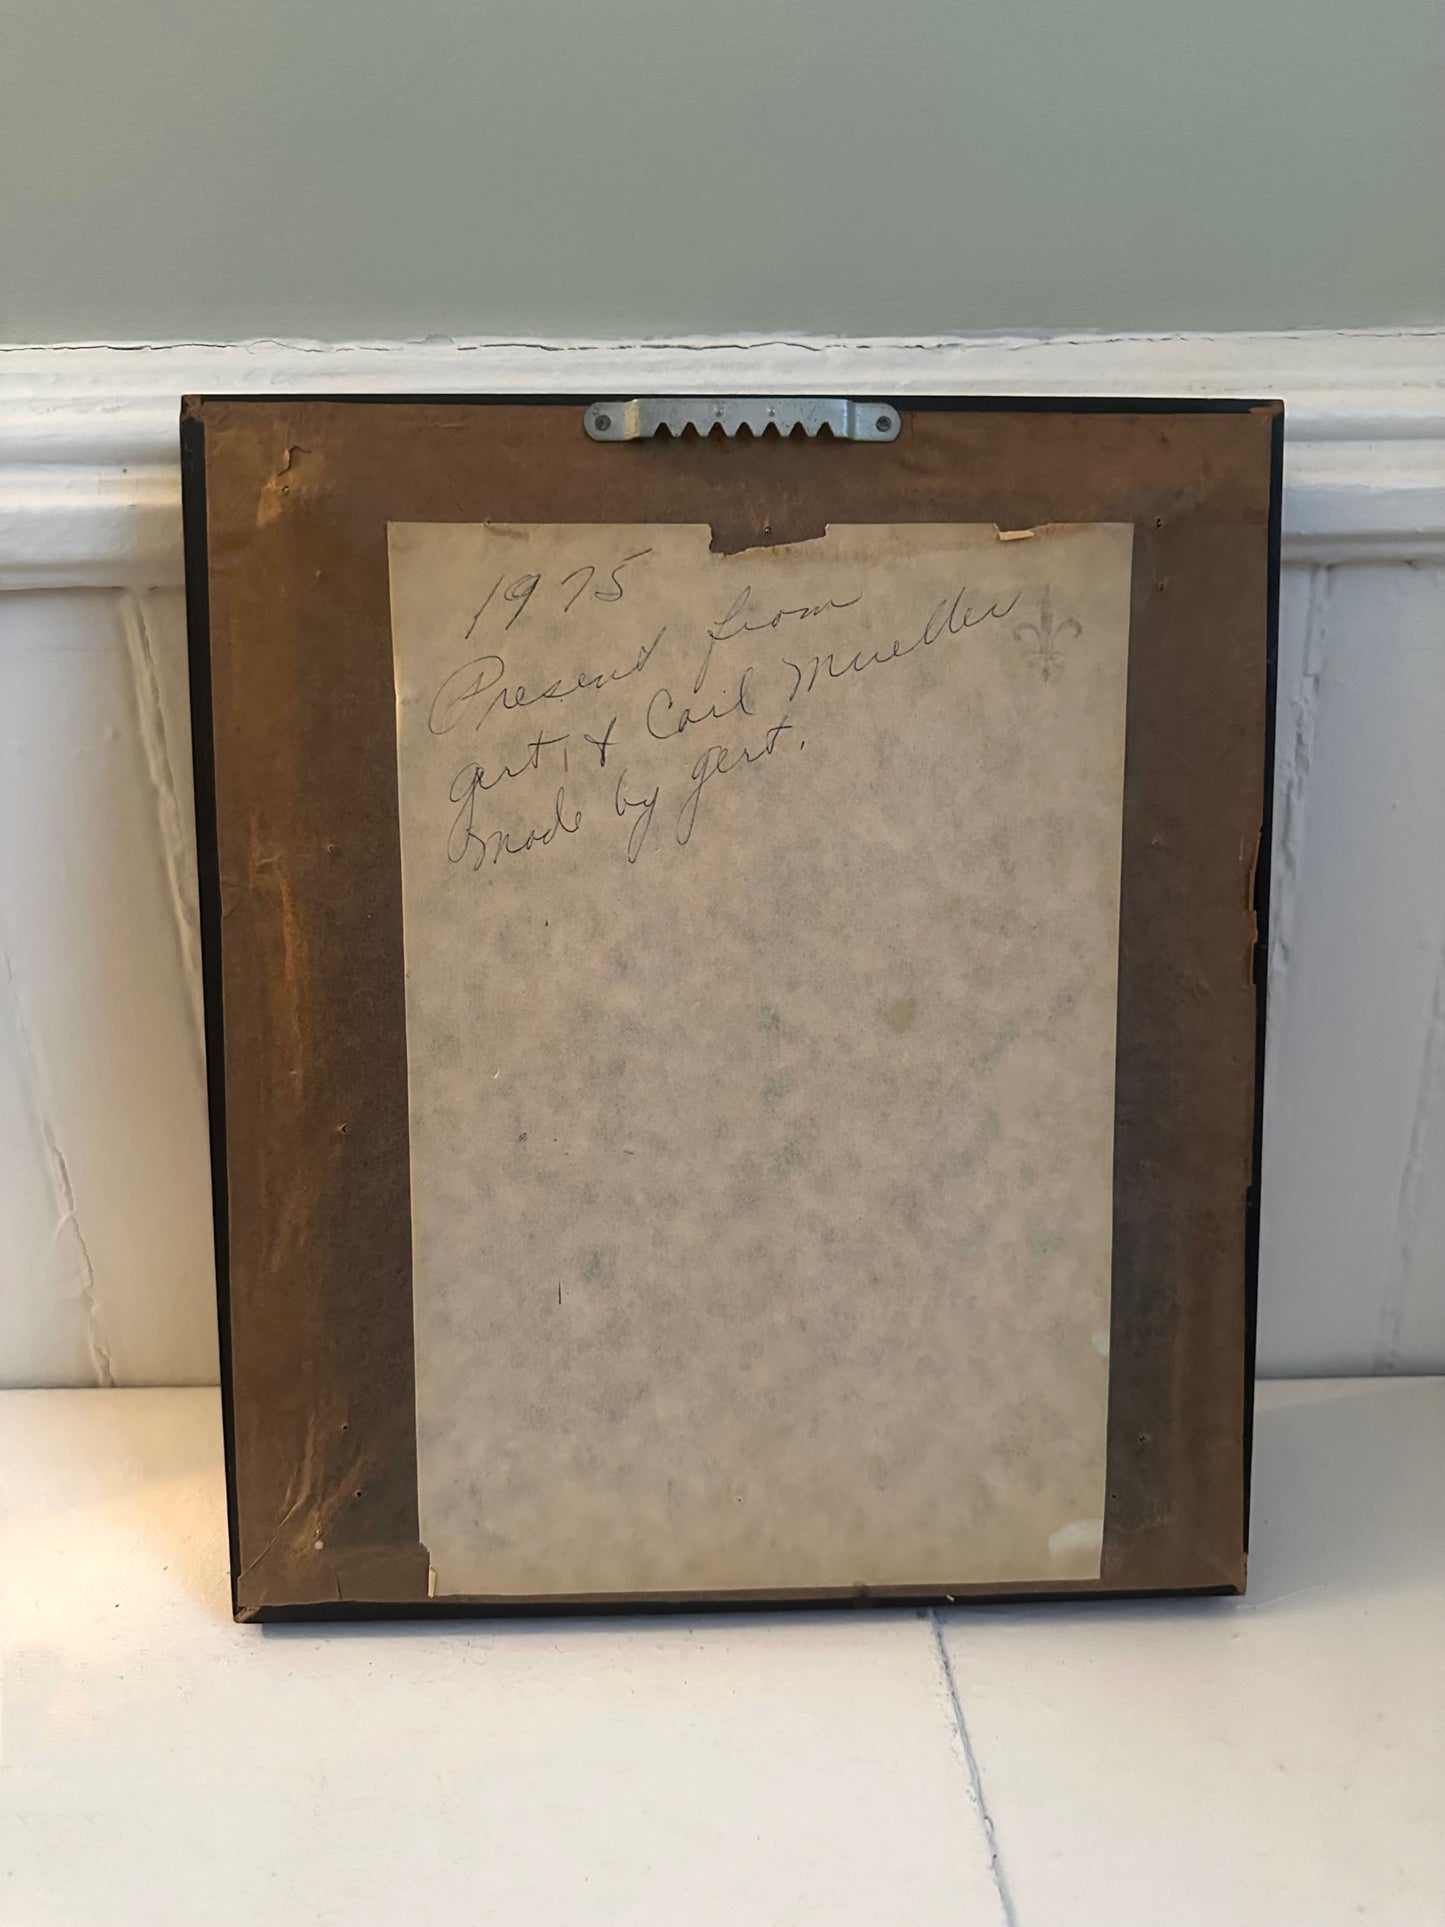 1975
Present from
Gert, & Carl Mueller
Made by Gert.